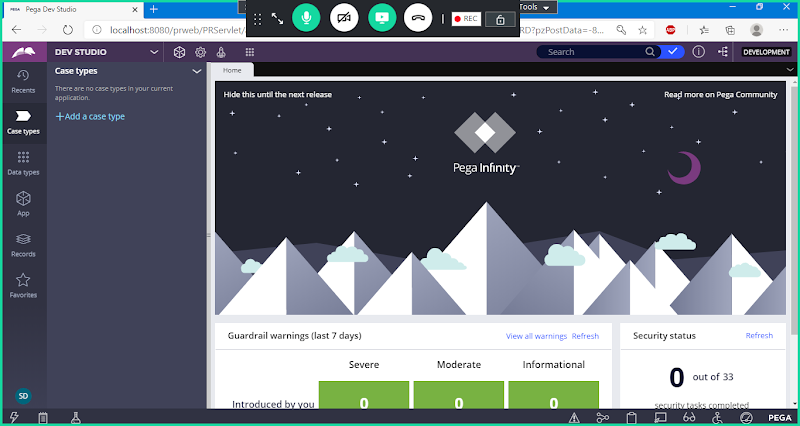 PEGA Pega Dev Studio
REC
Tools
localhost:8080/prweb/PRServlet/
RD?pzPostData=-8...
DEV STUDIO
Search
DEVELOPMENT
Recents
Case types
Data types
App
Records
Favorites
SD
Case types
There are no case types in your current
application.
+Add a case type
Home
Hide this until the next release
Read more on Pega Community
Pega Infinity™
Guardrail warnings (last 7 days)
View all warnings Refresh
Severe Moderate Informational
Introduced by you 0 0 0
Security status Refresh
0 out of 33
security tasks completed
PEGA